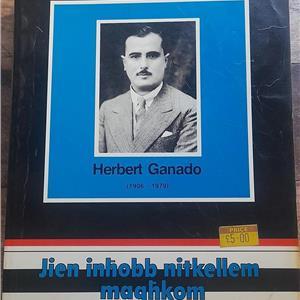 Herbert Ganado
(1906 - 1979)
PRICE
£5·00
Jien inħobb nitkellem
magħkom